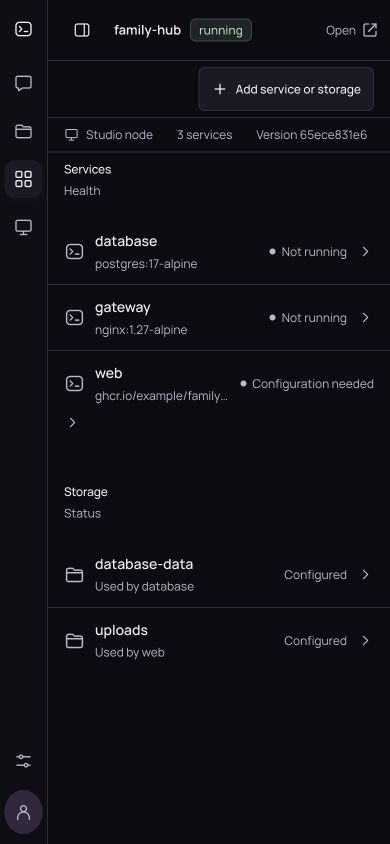 family-hub
running
Open
Add service or storage
Studio node
3 services
Version 65ece831e6
Services
Health
database
postgres:17-alpine
Not running
gateway
nginx:1.27-alpine
Not running
web
ghcr.io/example/family…
Configuration needed
Storage
Status
database-data
Used by database
Configured
uploads
Used by web
Configured